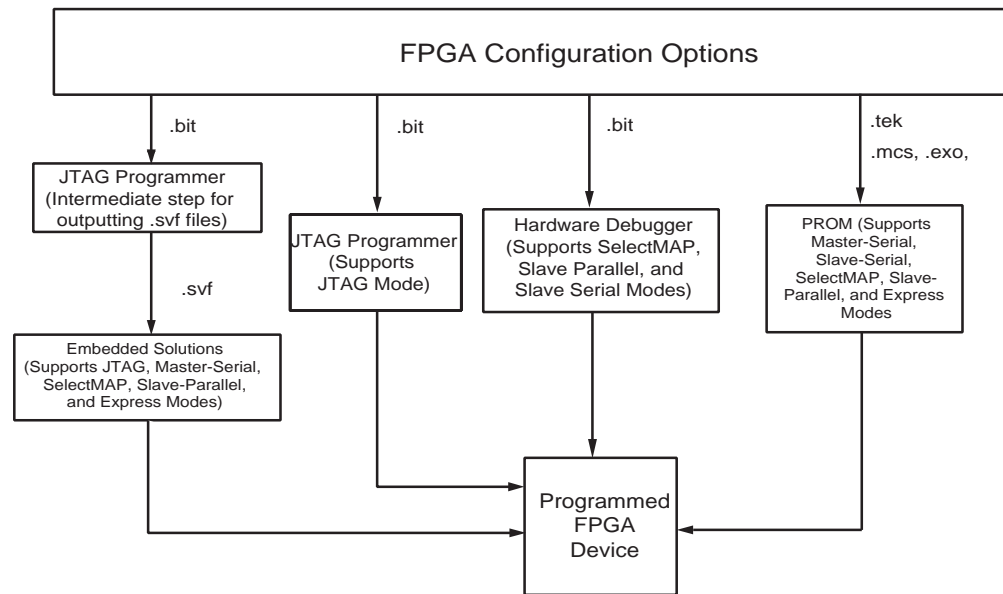 FPGA Configuration Options
.bit
.bit
.bit
.tek
.mcs, .exo,
JTAG Programmer
(Intermediate step for
outputting .svf files)
JTAG Programmer
(Supports
JTAG Mode)
Hardware Debugger
(Supports SelectMAP,
Slave Parallel, and
Slave Serial Modes)
PROM (Supports
Master-Serial,
Slave-Serial,
SelectMAP, Slave-
Parallel, and Express
Modes
.svf
Embedded Solutions
(Supports JTAG, Master-Serial,
SelectMAP, Slave-Parallel,
and Express Modes)
Programmed
FPGA
Device